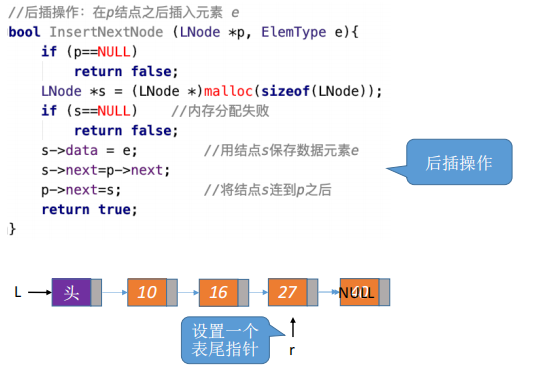 //后插操作：在p结点之后插入元素 e
bool InsertNextNode (LNode *p, ElemType e){
if (p==NULL)
return false;
LNode *s = (LNode *)malloc(sizeof(LNode));
if (s==NULL) //内存分配失败
return false;
s->data = e; //用结点s保存数据元素e
s->next=p->next;
p->next=s; //将结点s连到p之后
return true;
}
后插操作
L 头 10 16 27 NULL
设置一个
表尾指针
r